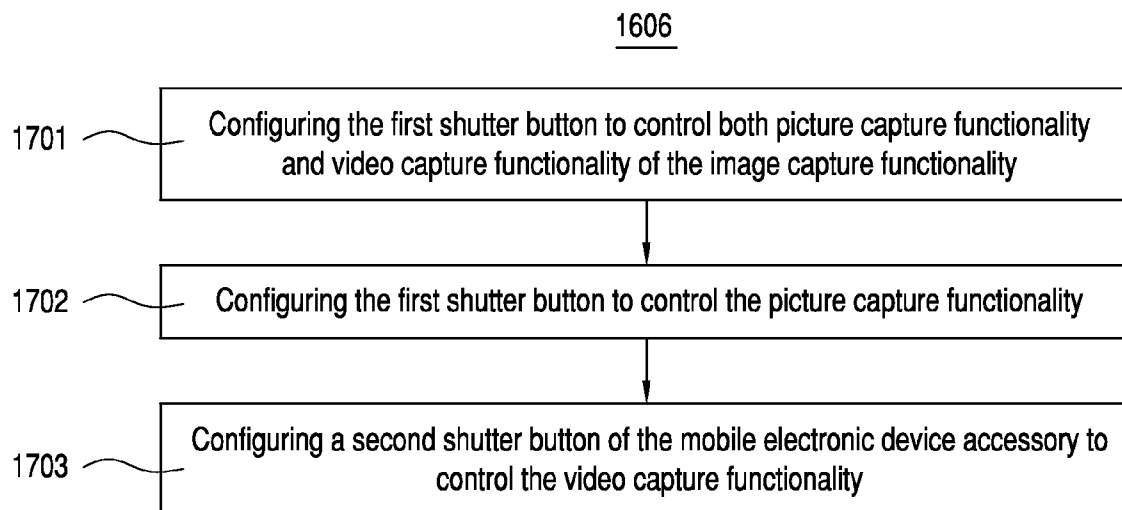 1606
1701
Configuring the first shutter button to control both picture capture functionality
and video capture functionality of the image capture functionality
1702
Configuring the first shutter button to control the picture capture functionality
1703
Configuring a second shutter button of the mobile electronic device accessory to
control the video capture functionality